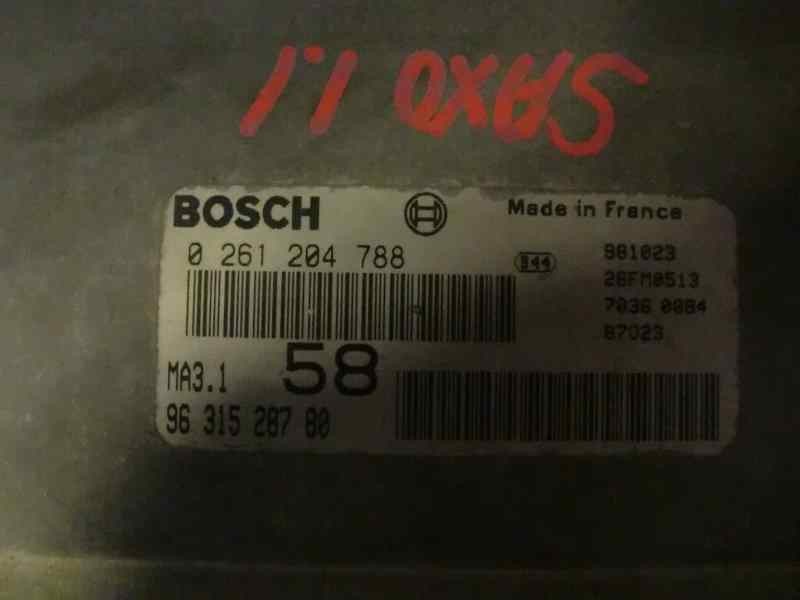 SAXO 1.1
BOSCH
Made in France
0 261 204 788
544
981023
26FM0513
7036 0084
87023
MA3.1
58
96 315 287 80